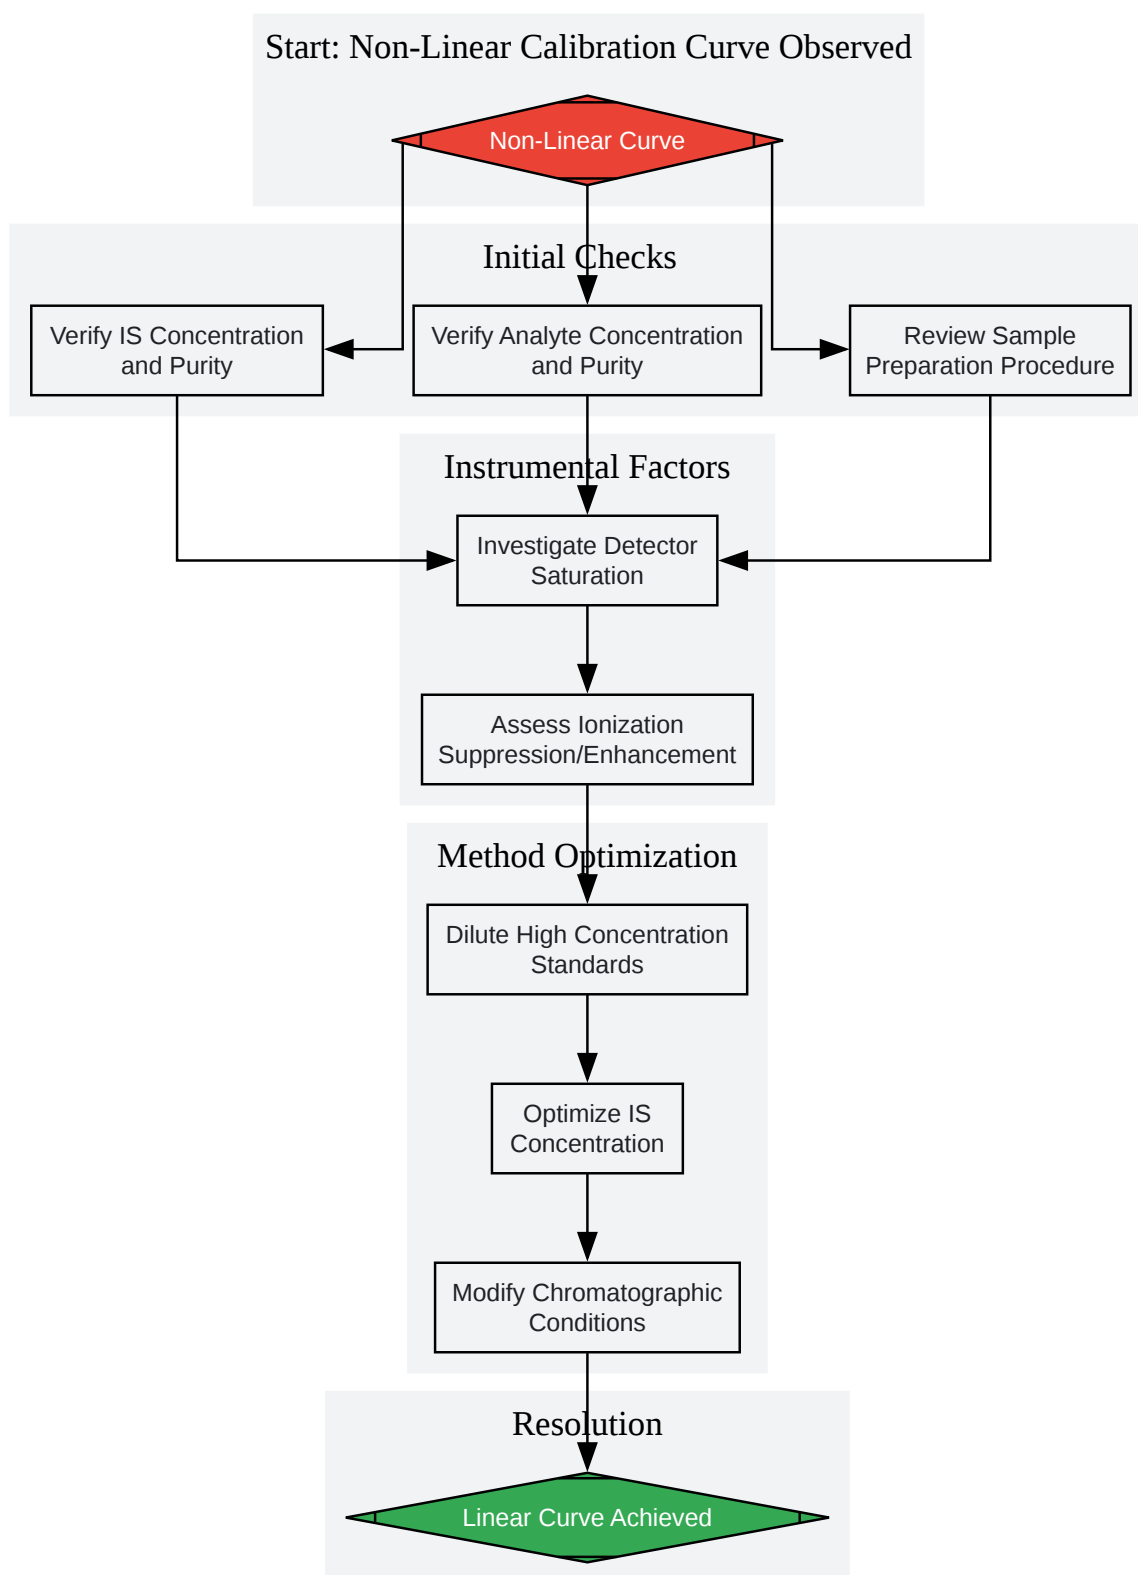 Start: Non-Linear Calibration Curve Observed
Non-Linear Curve
Initial Checks
Verify IS Concentration
and Purity
Verify Analyte Concentration
and Purity
Review Sample
Preparation Procedure
Instrumental Factors
Investigate Detector
Saturation
Assess Ionization
Suppression/Enhancement
Method Optimization
Dilute High Concentration
Standards
Optimize IS
Concentration
Modify Chromatographic
Conditions
Resolution
Linear Curve Achieved